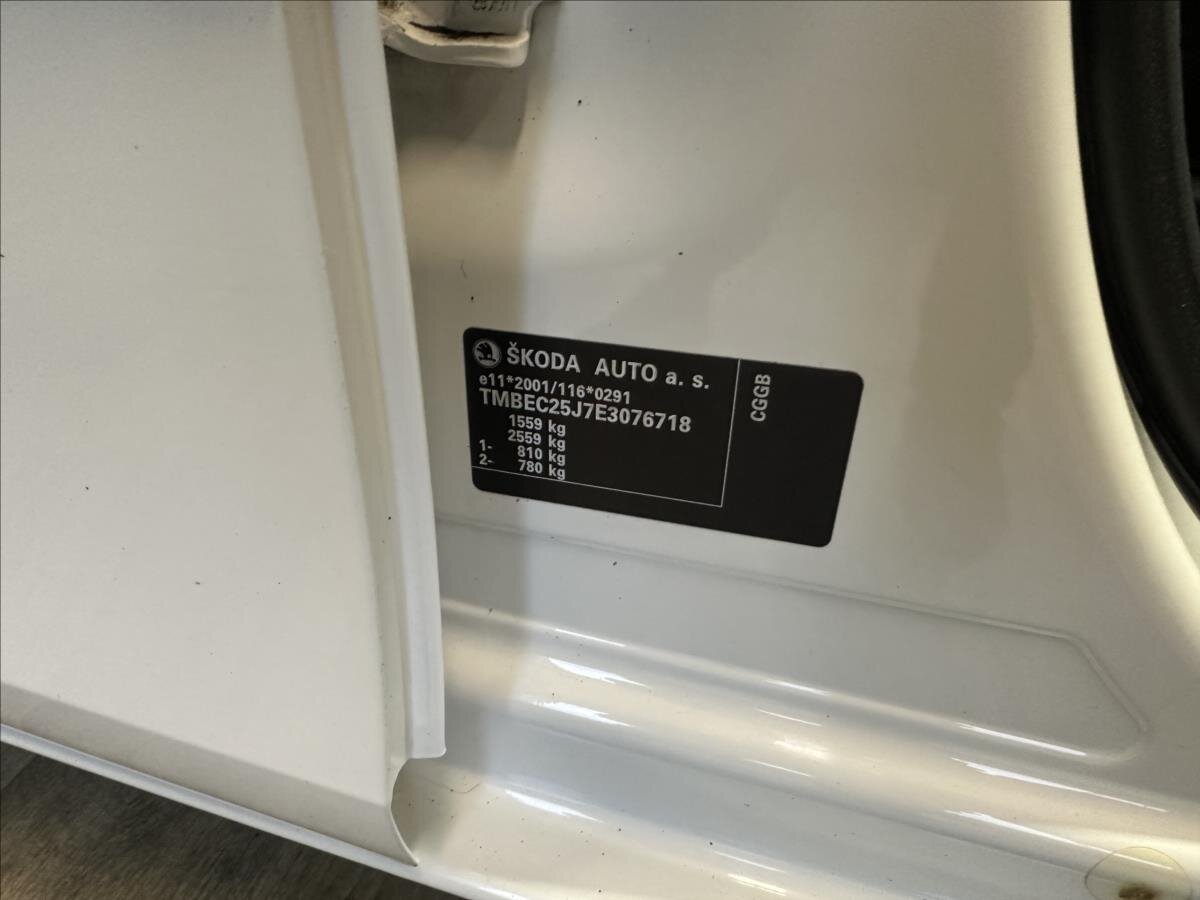 ŠKODA AUTO a. s.
e11*2001/116*0291
TMBEC25J7E3076718
1559 kg
2559 kg
1- 810 kg
2- 780 kg
CGGB